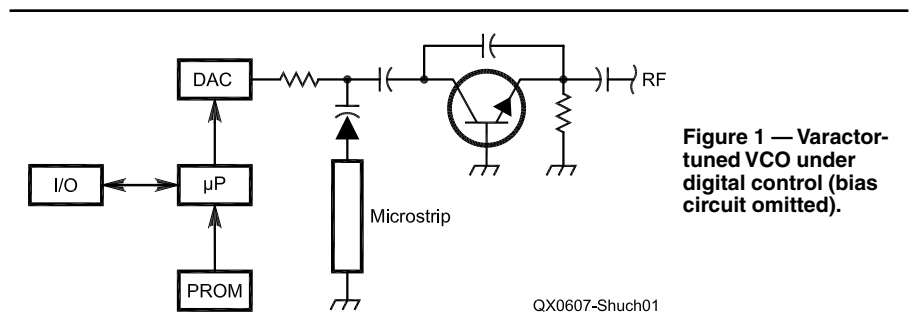 DAC
RF
I/O
µP
Microstrip
PROM
Figure 1 — Varactor-
tuned VCO under
digital control (bias
circuit omitted).
QX0607-Shuch01